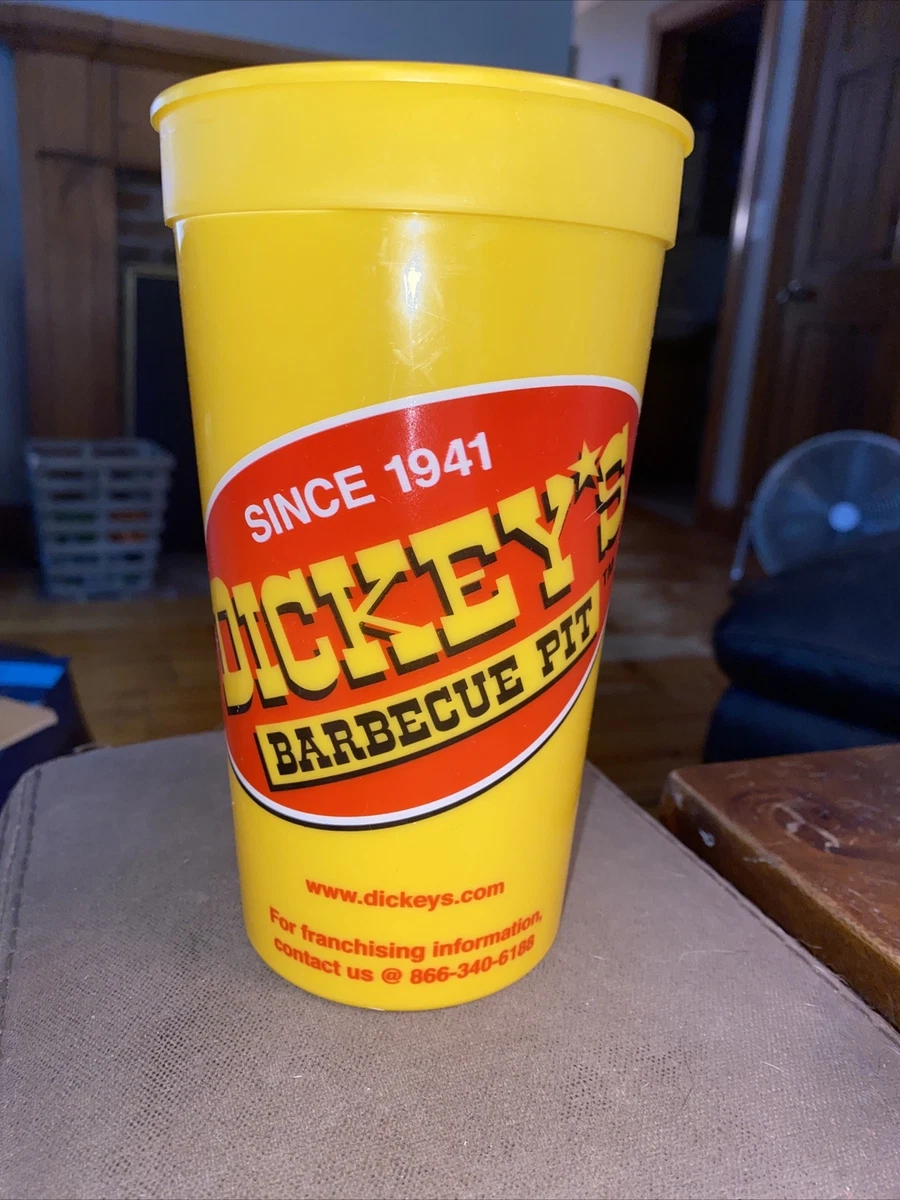 SINCE 1941
DICKEY'S
TM
BARBECUE PIT
www.dickeys.com
For franchising information,
contact us @ 866-340-6188